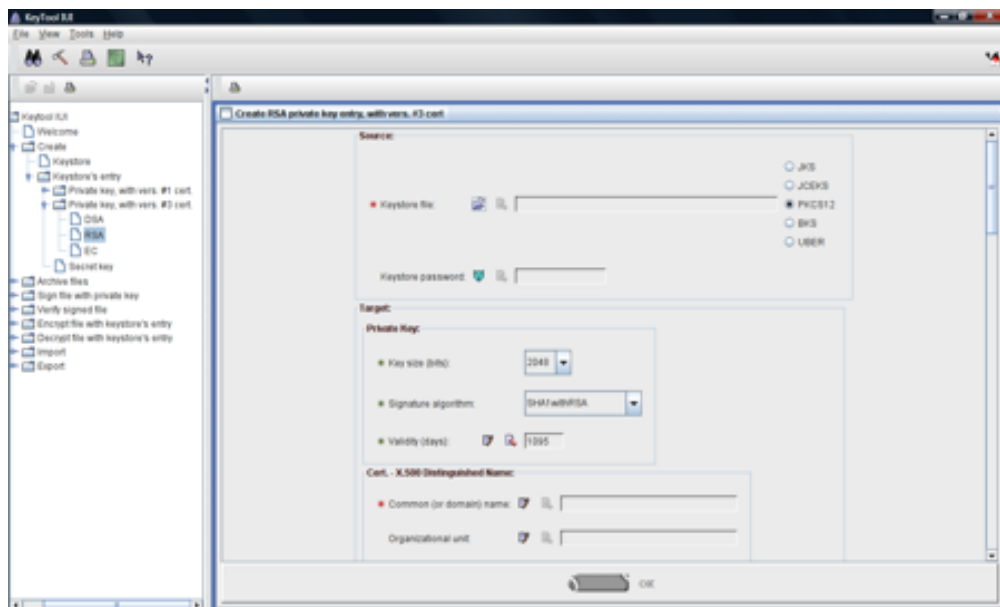 KeyTool IUI
File View Tools Help
Keytool IUI
Welcome
Create
Keystore
Keystore's entry
Private key, with vers. #1 cert.
Private key, with vers. #3 cert.
DSA
RSA
EC
Secret key
Archive files
Sign file with private key
Verify signed file
Encrypt file with keystore's entry
Decrypt file with keystore's entry
Import
Export
Create RSA private key entry, with vers. #3 cert
Source:
JKS
JCEKS
Keystore file:
PKCS12
BKS
UBER
Keystore password:
Target:
Private Key:
Key size (bits): 2048
Signature algorithm: SHA1withRSA
Validity (days): 1095
Cert. - X.500 Distinguished Name:
Common (or domain) name:
Organizational unit:
OK